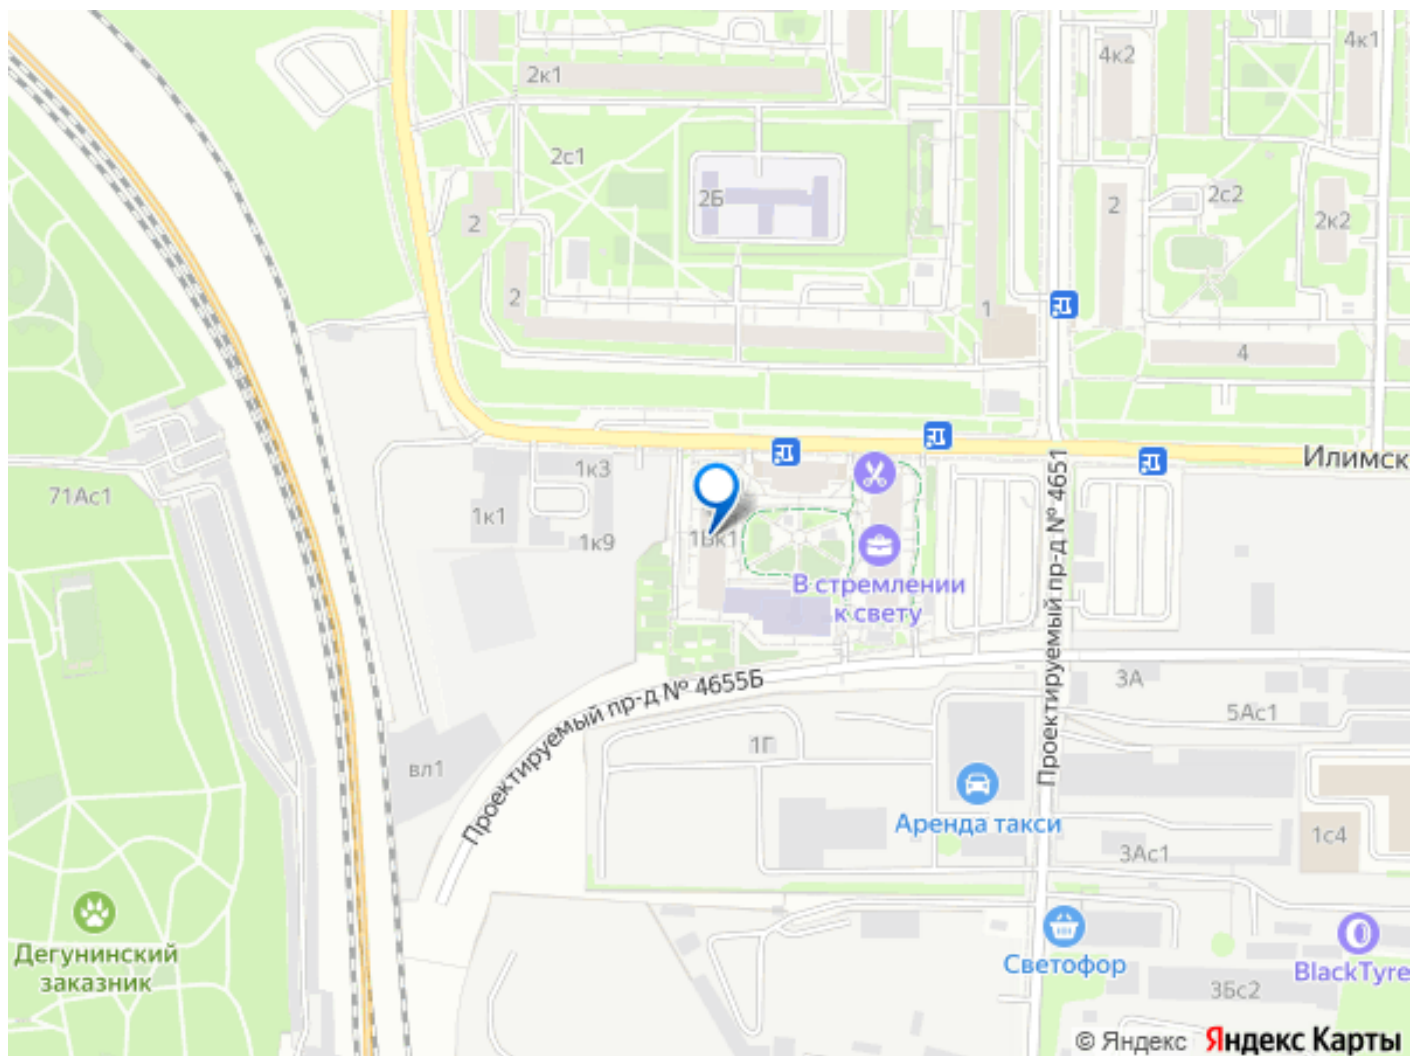 2к1
4к2
4к1
2с1
2Б
2
2с2
2к2
2
2
1
4
Илимск
1к3
71Ас1
1к1
1к9
1Вк1
В стремлении
к свету
Проектируемый пр-д № 4651
Проектируемый пр-д № 4655Б
3А
5Ас1
1Г
вл1
Аренда такси
1с4
3Ас1
Дегунинский
заказник
Светофор
BlackTyre
3Бс2
© Яндекс Яндекс Карты